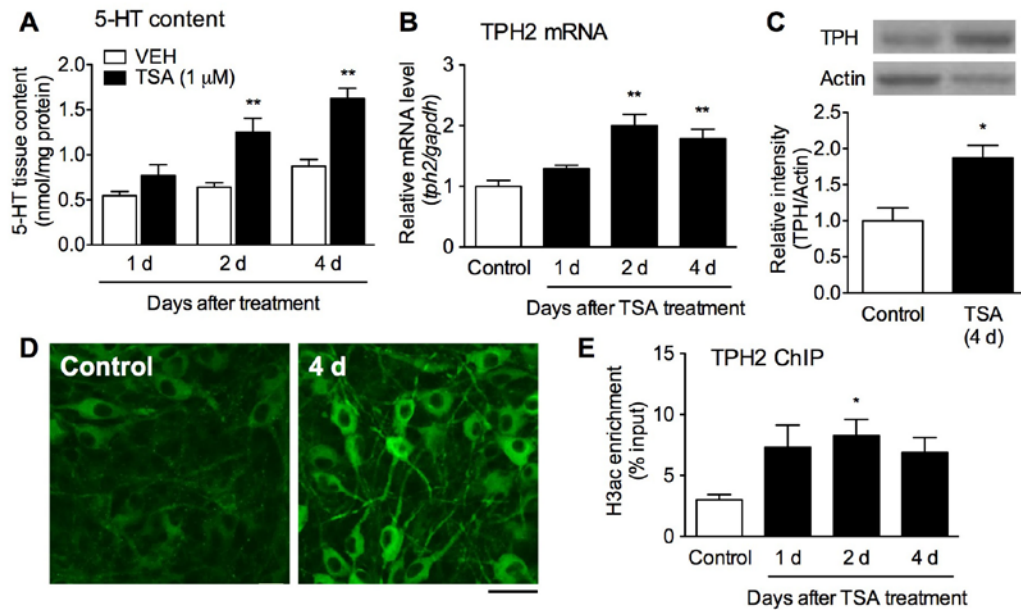 A
5-HT content
VEH
TSA (1 μM)
5-HT tissue content
(nmol/mg protein)
2.0
1.5
1.0
0.5
0.0
**
**
1 d
2 d
4 d
Days after treatment
B
TPH2 mRNA
Relative mRNA level
(tph2/gapdh)
3
2
1
0
**
**
Control
1 d
2 d
4 d
Days after TSA treatment
C
TPH
Actin
Relative intensity
(TPH/Actin)
2.5
2.0
1.5
1.0
0.5
0.0
*
Control
TSA
(4 d)
D
Control
4 d
E
TPH2 ChIP
H3ac enrichment
(% input)
15
10
5
0
*
Control
1 d
2 d
4 d
Days after TSA treatment